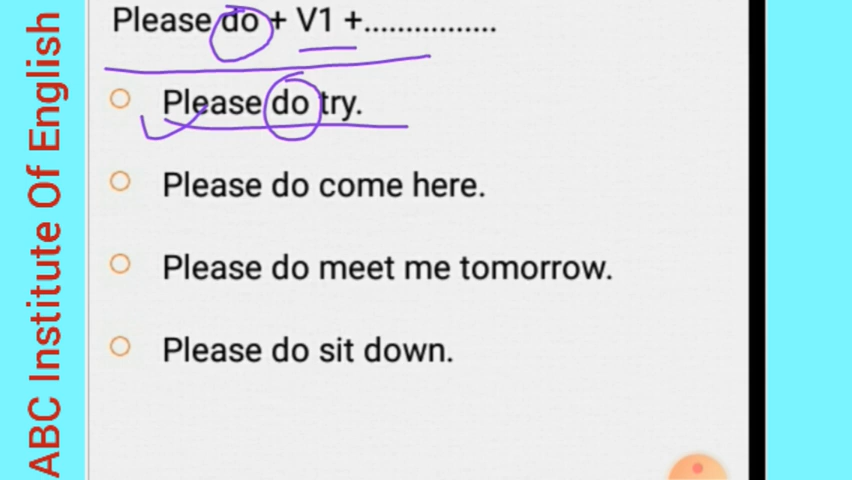 ABC Institute Of English
Please do + V1 +................
Please do try.
Please do come here.
Please do meet me tomorrow.
Please do sit down.